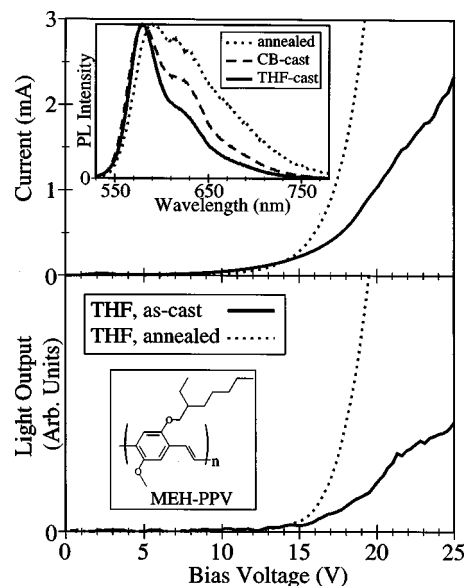 3
2
1
0
Current (mA)
PL Intensity
annealed
CB-cast
THF-cast
550
650
750
Wavelength (nm)
Light Output
(Arb. Units)
THF, as-cast
THF, annealed
O
O
n
MEH-PPV
0
0
5
10
15
20
25
Bias Voltage (V)